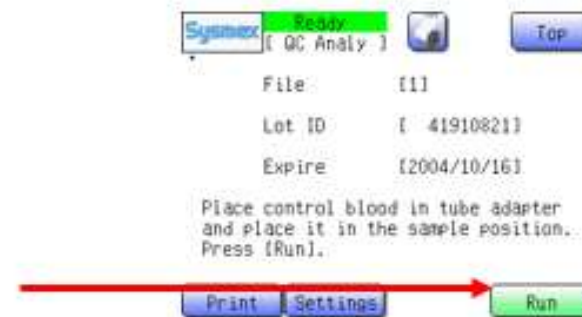 Sysmex Ready Top
[ QC Analy ]
File [1]
Lot ID [ 41910821]
Expire [2004/10/16]
Place control blood in tube adapter
and place it in the sample position.
Press [Run].
Print Settings Run